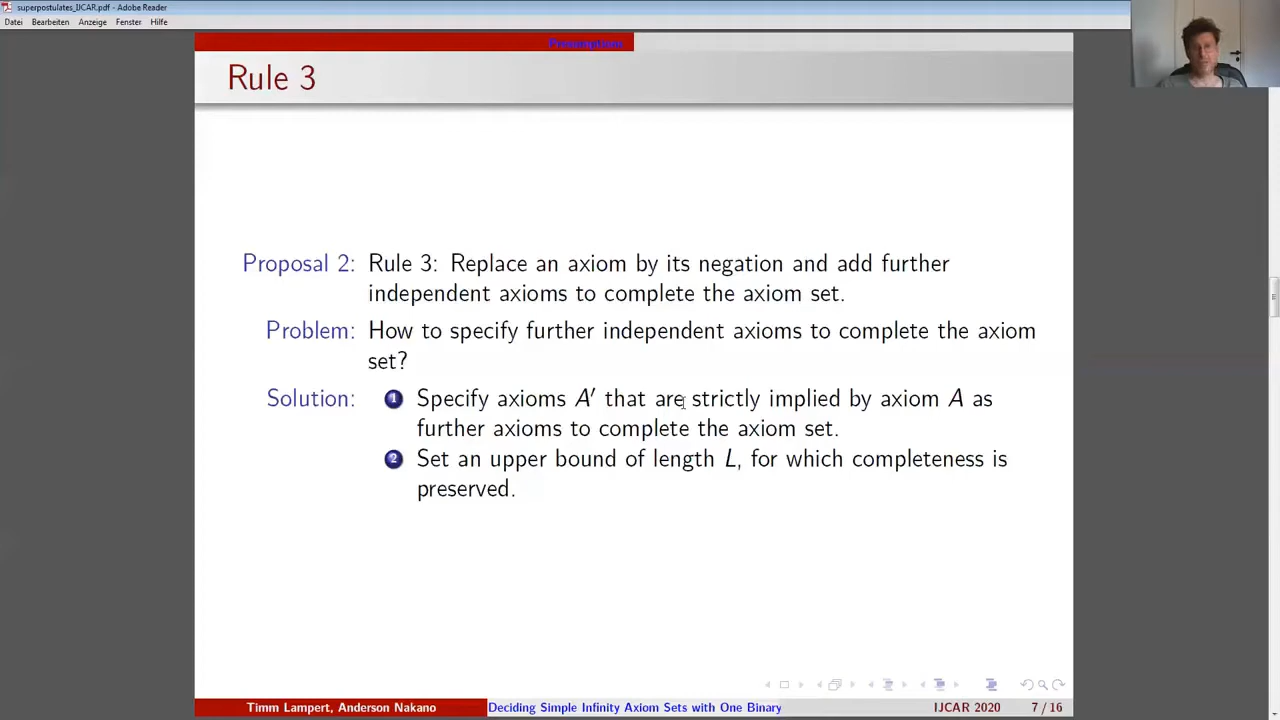 superpostulates_IJCAR.pdf - Adobe Reader
Datei Bearbeiten Anzeige Fenster Hilfe
Preasumptions
Rule 3
Proposal 2: Rule 3: Replace an axiom by its negation and add further
independent axioms to complete the axiom set.
Problem: How to specify further independent axioms to complete the axiom
set?
Solution: 1 Specify axioms A′ that are strictly implied by axiom A as
further axioms to complete the axiom set.
2 Set an upper bound of length L, for which completeness is
preserved.
Timm Lampert, Anderson Nakano Deciding Simple Infinity Axiom Sets with One Binary IJCAR 2020 7 / 16